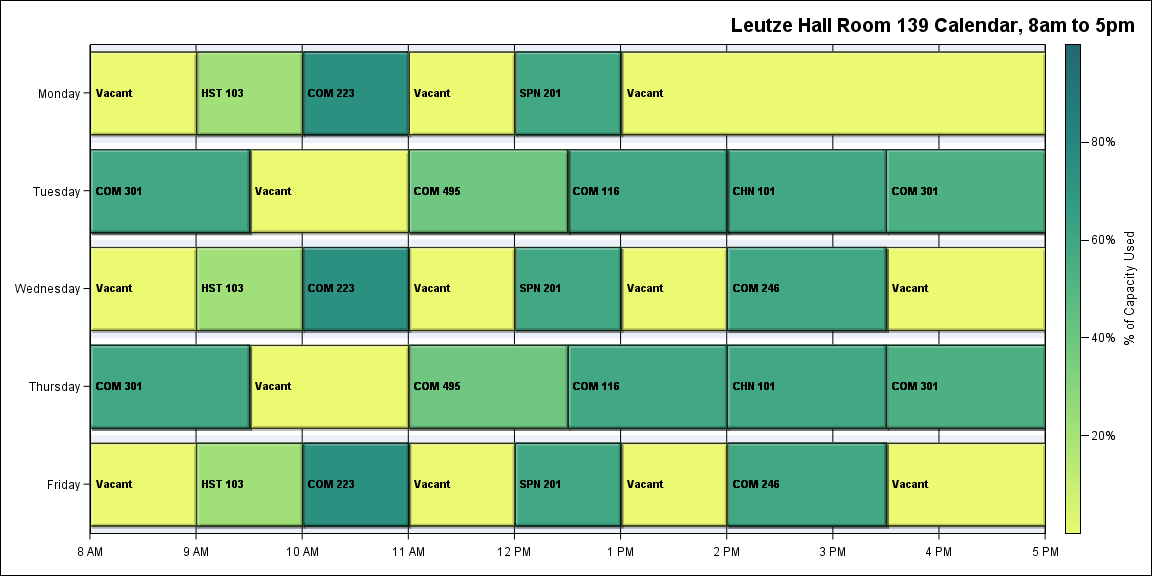 Leutze Hall Room 139 Calendar, 8am to 5pm
Monday
Vacant
HST 103
COM 223
Vacant
SPN 201
Vacant
Tuesday
COM 301
Vacant
COM 495
COM 116
CHN 101
COM 301
Wednesday
Vacant
HST 103
COM 223
Vacant
SPN 201
Vacant
COM 246
Vacant
Thursday
COM 301
Vacant
COM 495
COM 116
CHN 101
COM 301
Friday
Vacant
HST 103
COM 223
Vacant
SPN 201
Vacant
COM 246
Vacant
8 AM
9 AM
10 AM
11 AM
12 PM
1 PM
2 PM
3 PM
4 PM
5 PM
80%
60%
40%
20%
% of Capacity Used